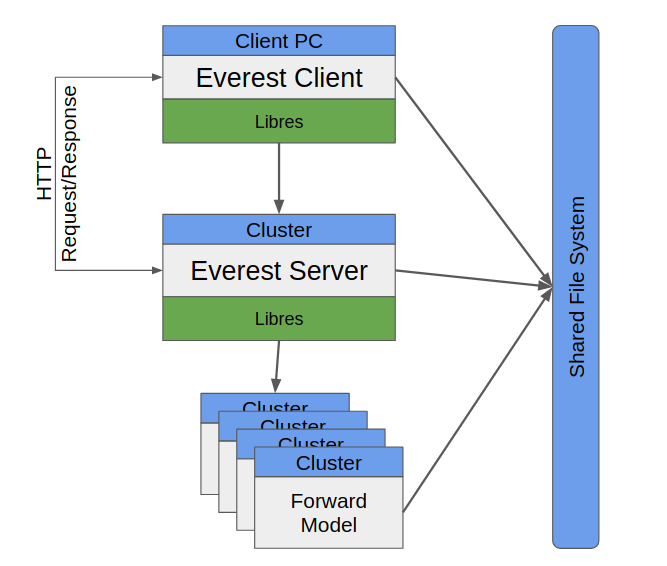 Client PC
Everest Client
Libres
HTTP
Request/Response
Cluster
Everest Server
Libres
Cluster
Cluster
Cluster
Cluster
Forward
Model
Shared File System